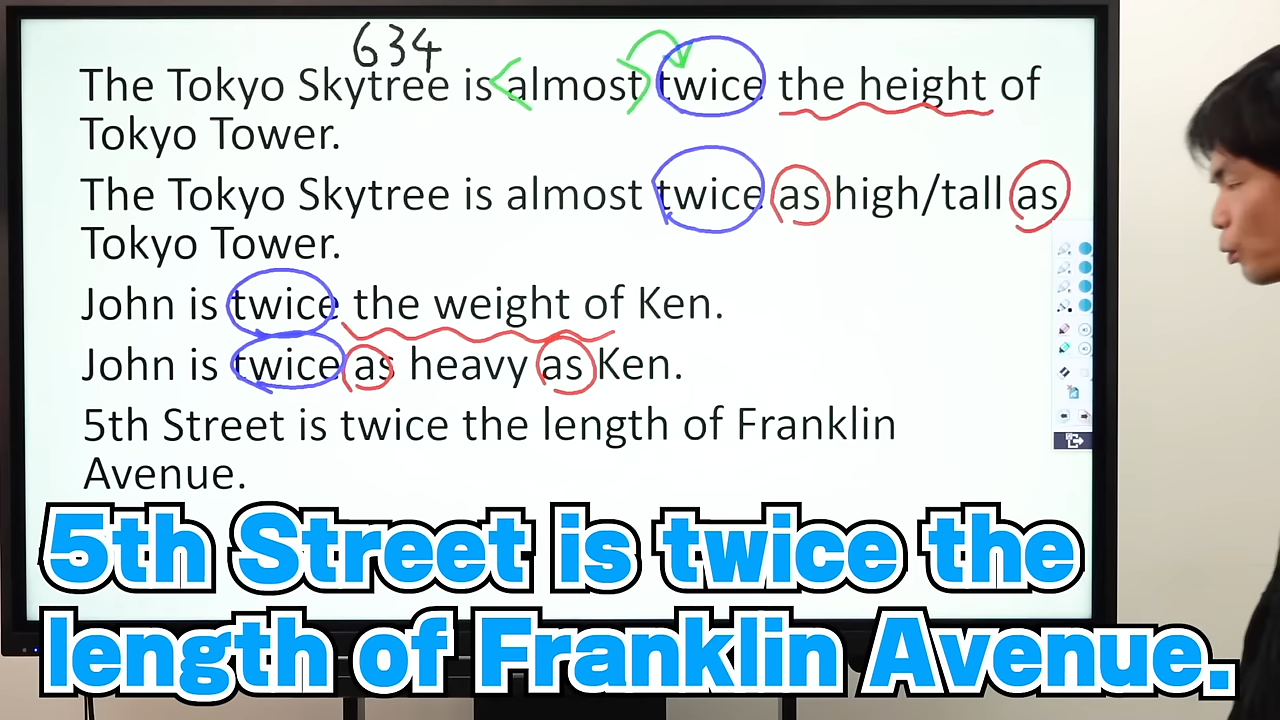 634
The Tokyo Skytree is almost twice the height of
Tokyo Tower.
The Tokyo Skytree is almost twice as high/tall as
Tokyo Tower.
John is twice the weight of Ken.
John is twice as heavy as Ken.
5th Street is twice the length of Franklin
Avenue.
5th Street is twice the
length of Franklin Avenue.